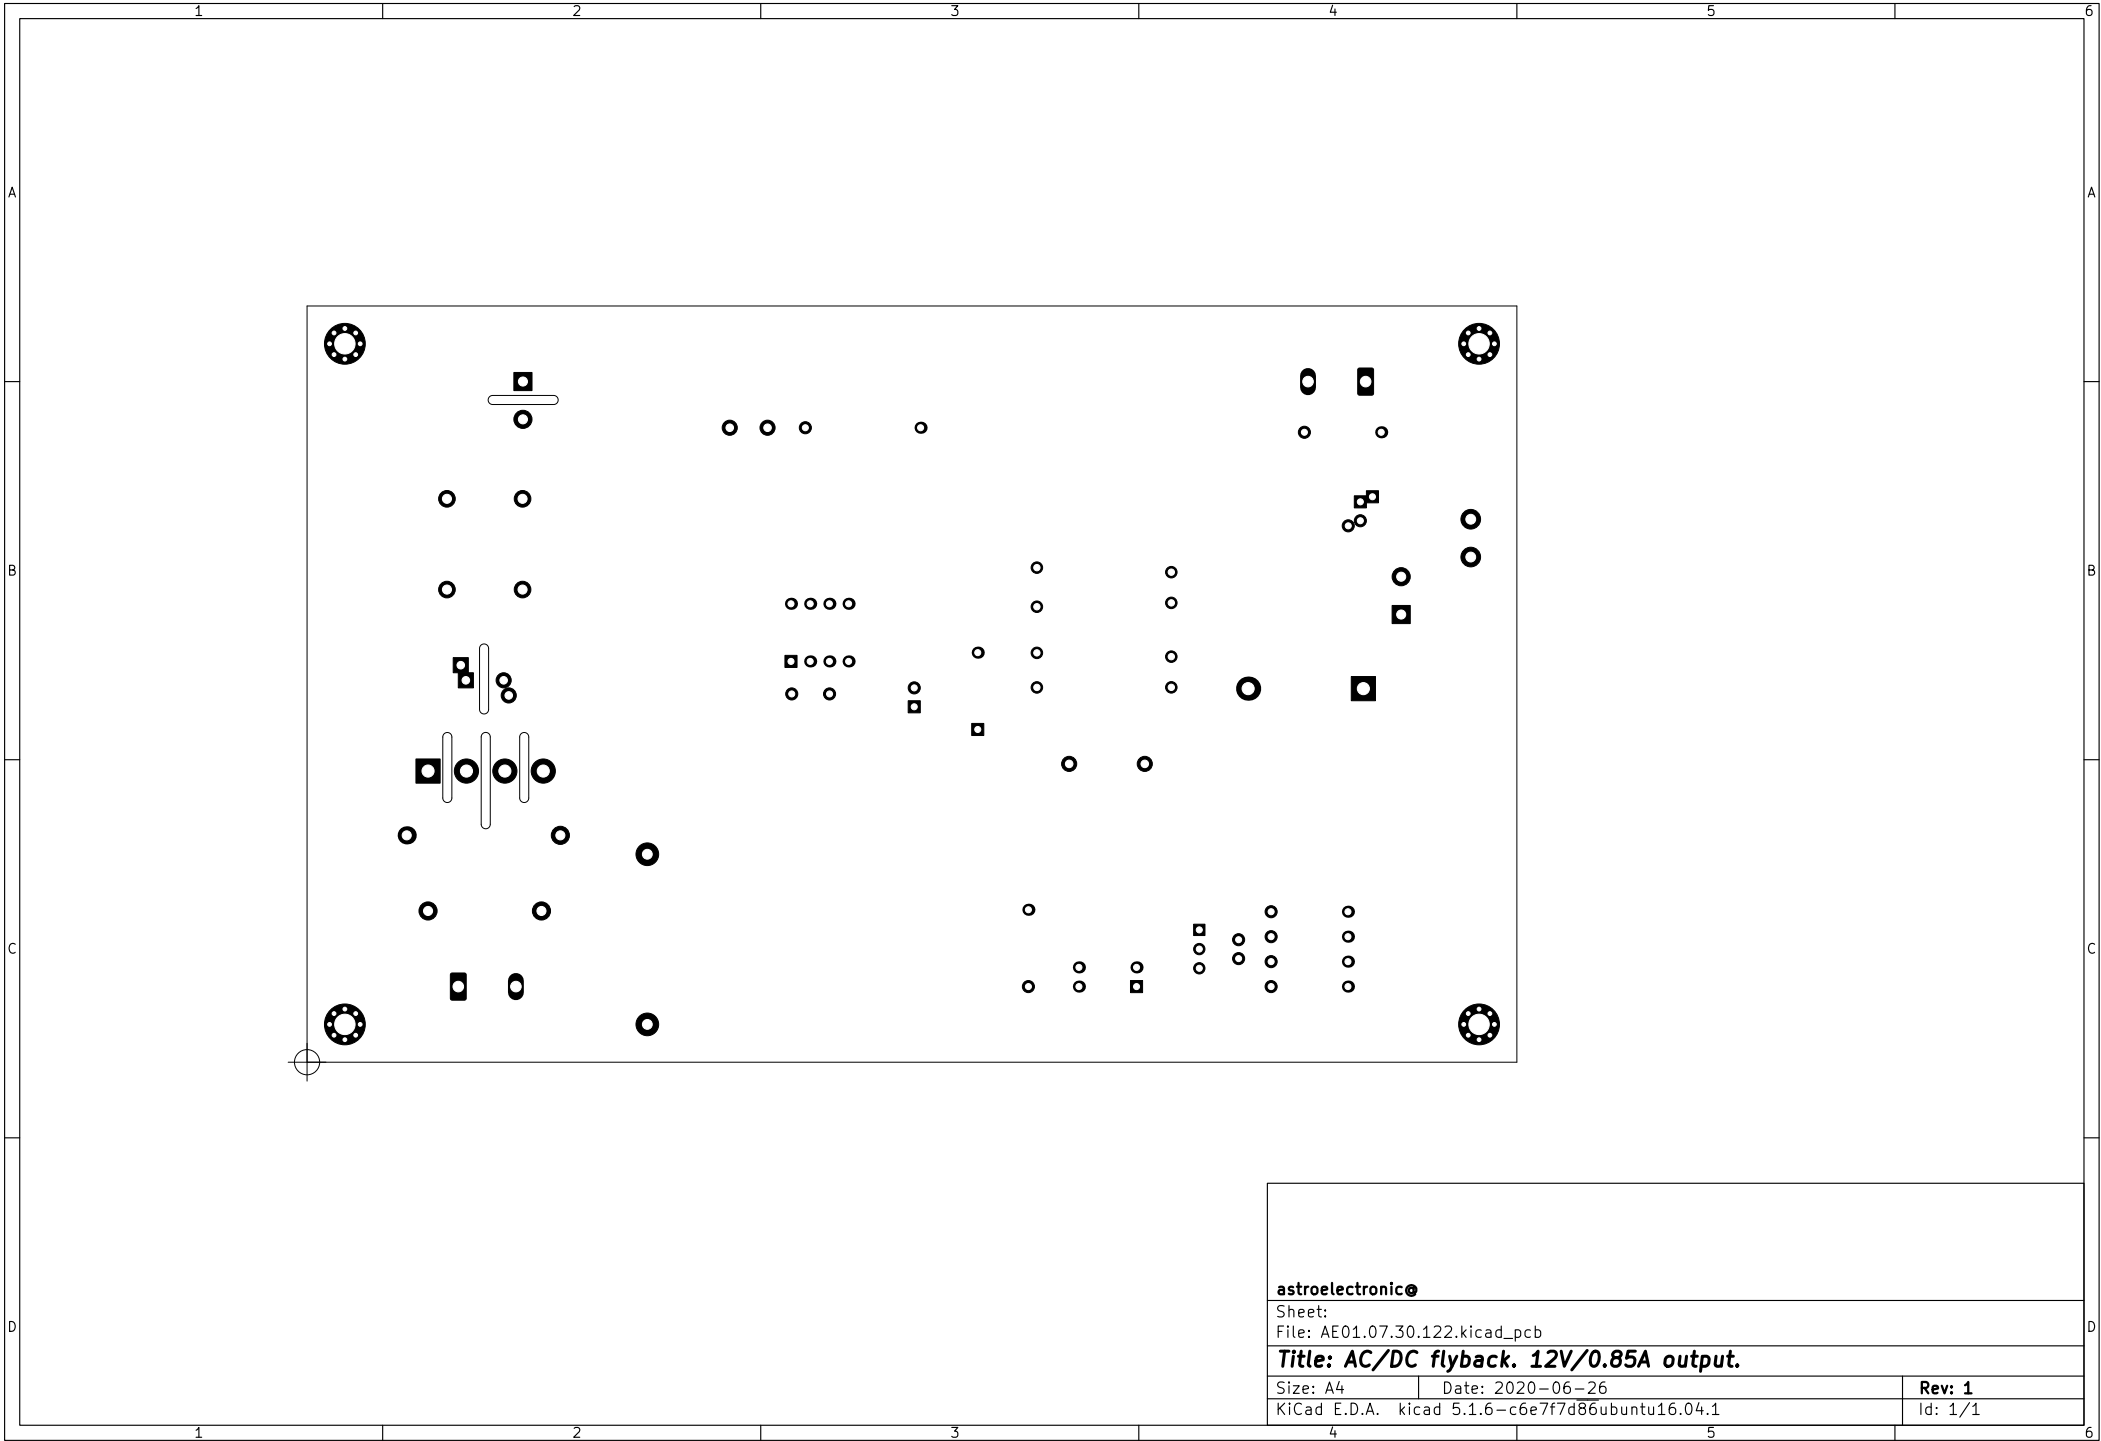 1 2 3 4 5 6
A A
B B
C C
D D
astroelectronic@
Sheet:
File: AE01.07.30.122.kicad_pcb
Title: AC/DC flyback. 12V/0.85A output.
Size: A4 Date: 2020-06-26 Rev: 1
KiCad E.D.A. kicad 5.1.6-c6e7f7d86ubuntu16.04.1 Id: 1/1
1 2 3 4 5 6